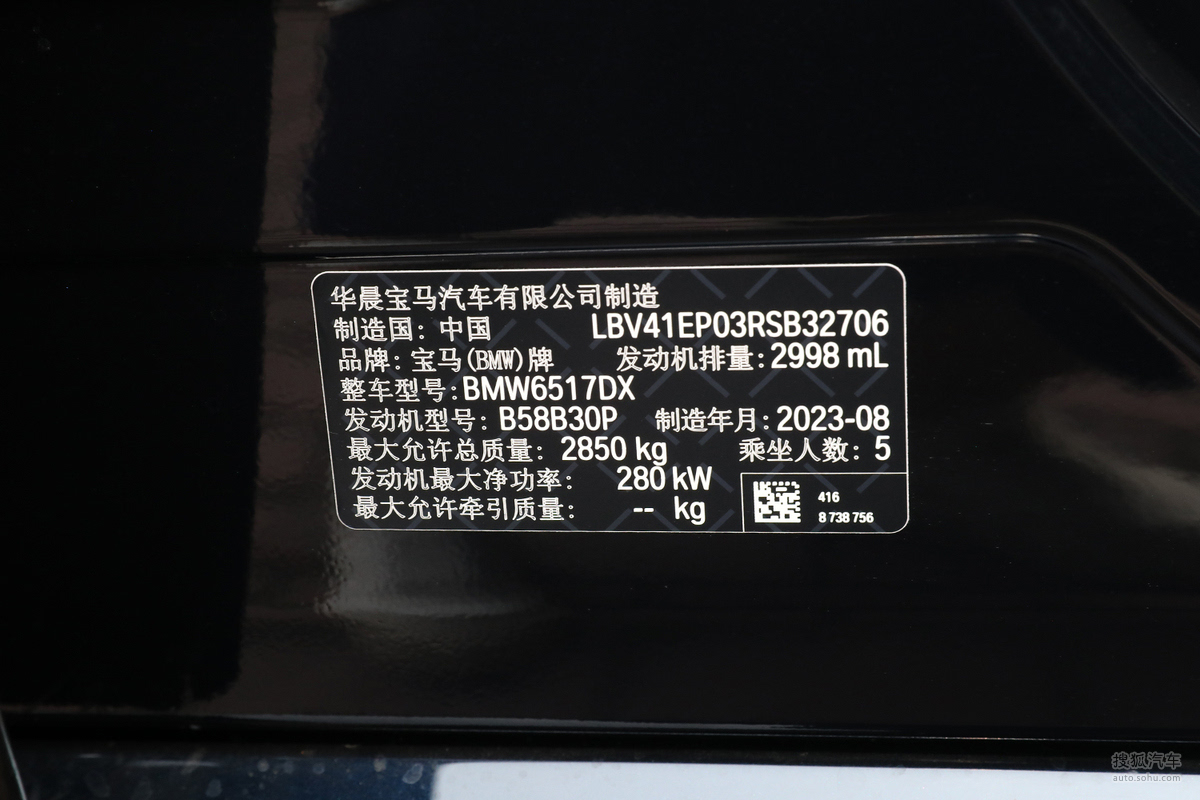 华晨宝马汽车有限公司制造
制造国：中国 LBV41EP03RSB32706
品牌：宝马(BMW)牌 发动机排量:2998 mL
整车型号:BMW6517DX
发动机型号：B58B30P 制造年月:2023-08
最大允许总质量：2850 kg 乘坐人数：5
发动机最大净功率： 280 kW
最大允许牵引质量： -- kg
416
8 738 756
搜狐汽车
auto.sohu.com